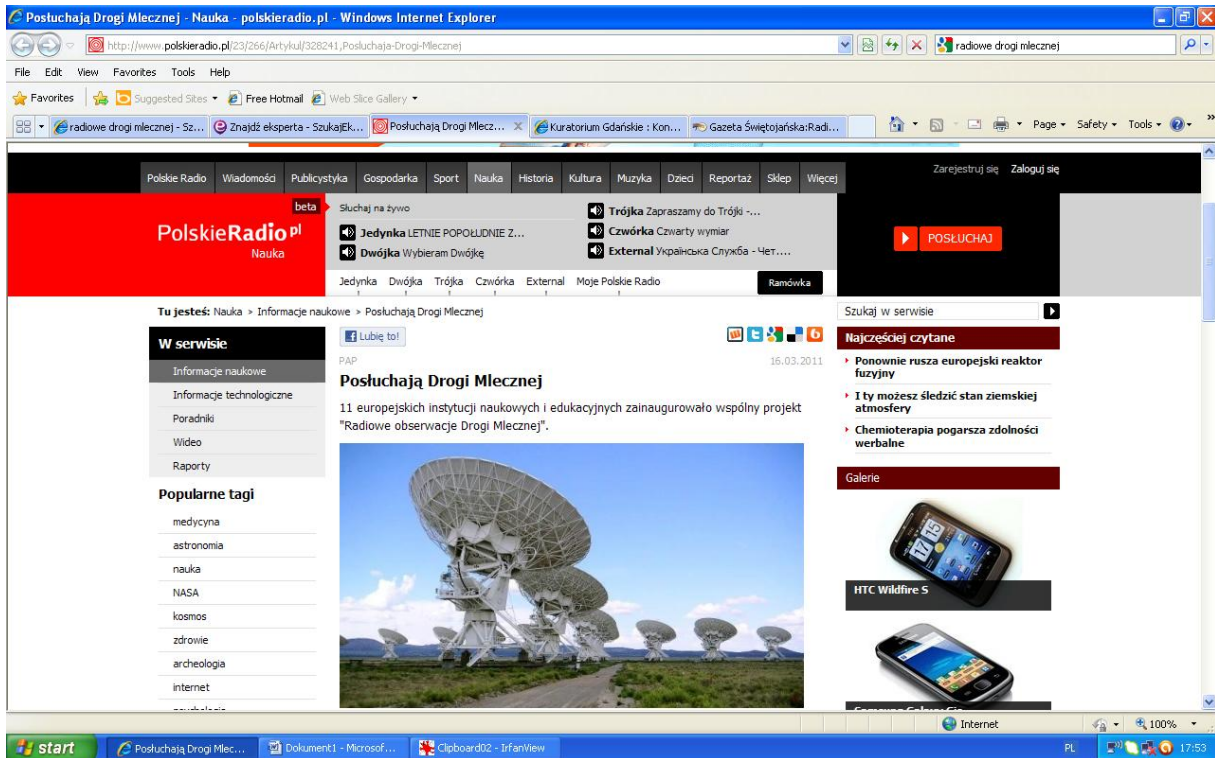 Posłuchają Drogi Mlecznej - Nauka - polskieradio.pl - Windows Internet Explorer
http://www.polskieradio.pl/23/266/Artykul/328241,Posluchaja-Drogi-Mlecznej
radiowe drogi mlecznej
File Edit View Favorites Tools Help
Favorites Suggested Sites Free Hotmail Web Slice Gallery
radiowe drogi mlecznej - Sz... Znajdź eksperta - SzukajEk... Posłuchają Drogi Mlecz... Kuratorium Gdańskie : Kon... Gazeta Świętojańska:Radi... Page Safety Tools
Polskie Radio Wiadomości Publicystyka Gospodarka Sport Nauka Historia Kultura Muzyka Dzieci Reportaż Sklep Więcej
Zarejestruj się Zaloguj się
beta
PolskieRadio.pl
Nauka
Słuchaj na żywo
Jedynka LETNIE POPOŁUDNIE Z...
Dwójka Wybieram Dwójkę
Trójka Zapraszamy do Trójki -...
Czwórka Czwarty wymiar
External Українська Служба - Чет....
POSŁUCHAJ
Jedynka Dwójka Trójka Czwórka External Moje Polskie Radio
Ramówka
Tu jesteś: Nauka » Informacje naukowe » Posłuchają Drogi Mlecznej
Szukaj w serwisie
W serwisie
Informacje naukowe
Informacje technologiczne
Poradniki
Wideo
Raporty
Popularne tagi
medycyna
astronomia
nauka
NASA
kosmos
zdrowie
archeologia
internet
psychologia
Lubię to!
PAP
16.03.2011
Posłuchają Drogi Mlecznej
11 europejskich instytucji naukowych i edukacyjnych zainaugurowało wspólny projekt
"Radiowe obserwacje Drogi Mlecznej".
Najczęściej czytane
Ponownie rusza europejski reaktor
fuzyjny
I ty możesz śledzić stan ziemskiej
atmosfery
Chemioterapia pogarsza zdolności
werbalne
Galerie
17 15
HTC Wildfire S
Samsung Galaxy Gio
Internet
100%
start
Posłuchają Drogi Mlec...
Dokument1 - Microsof...
Clipboard02 - IrfanView
PL
17:53